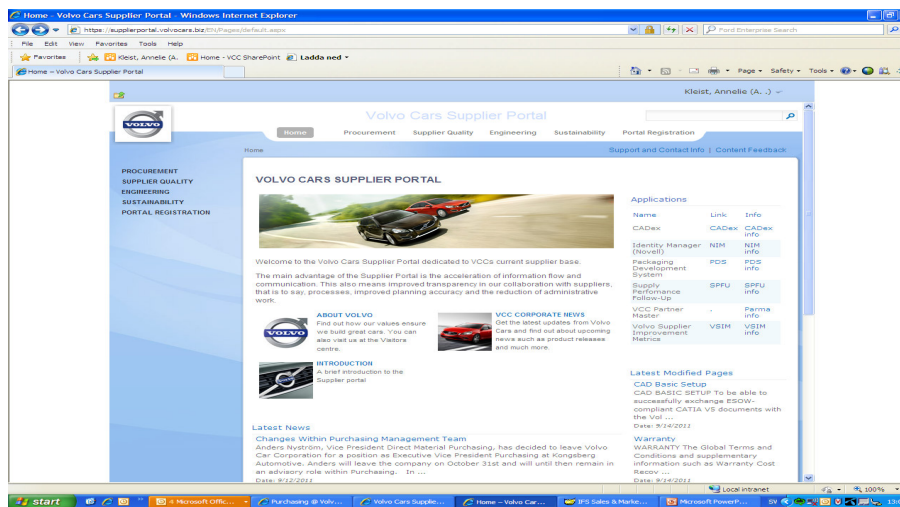 Home - Volvo Cars Supplier Portal - Windows Internet Explorer
https://supplierportal.volvocars.biz/EN/Pages/default.aspx
Ford Enterprise Search
File Edit View Favorites Tools Help
Favorites Kleist, Annelie (A. Home - VCC SharePoint Ladda ned
Home – Volvo Cars Supplier Portal
Page Safety Tools
Kleist, Annelie (A. .)
VOLVO
Volvo Cars Supplier Portal
Home Procurement Supplier Quality Engineering Sustainability Portal Registration
Home
Support and Contact Info | Content Feedback
PROCUREMENT
SUPPLIER QUALITY
ENGINEERING
SUSTAINABILITY
PORTAL REGISTRATION
VOLVO CARS SUPPLIER PORTAL
Welcome to the Volvo Cars Supplier Portal dedicated to VCCs current supplier base.
The main advantage of the Supplier Portal is the acceleration of information flow and
communication. This also means improved transparency in our collaboration with suppliers,
that is to say, processes, improved planning accuracy and the reduction of administrative
work.
VOLVO
ABOUT VOLVO
Find out how our values ensure
we build great cars. You can
also visit us at the Visitors
centre.
VCC CORPORATE NEWS
Get the latest updates from Volvo
Cars and find out about upcoming
news such as product releases
and much more.
INTRODUCTION
A brief introduction to the
Supplier portal
Latest News
Changes Within Purchasing Management Team
Anders Nyström, Vice President Direct Material Purchasing, has decided to leave Volvo
Car Corporation for a position as Executive Vice President Purchasing at Kongsberg
Automotive. Anders will leave the company on October 31st and will until then remain in
an advisory role within Purchasing. In ...
Date: 9/12/2011
Applications
Name Link Info
CADex CADex CADex
info
Identity Manager NIM NIM
(Novell) info
Packaging PDS PDS
Development info
System
Supply SPFU SPFU
Perfomance info
Follow-Up
VCC Partner - Parma
Master info
Volvo Supplier VSIM VSIM
Improvement info
Metrics
Latest Modified Pages
CAD Basic Setup
CAD BASIC SETUP To be able to
successfully exchange ESOW-
compliant CATIA V5 documents with
the Vol ...
Date: 9/14/2011
Warranty
WARRANTY The Global Terms and
Conditions and supplementary
information such as Warranty Cost
Recov ...
Date: 9/14/2011
Local intranet 100%
start 4 Microsoft Offic... Purchasing @ Volv... Volvo Cars Supplie... Home – Volvo Car... IFS Sales & Marke... Microsoft PowerP... SV